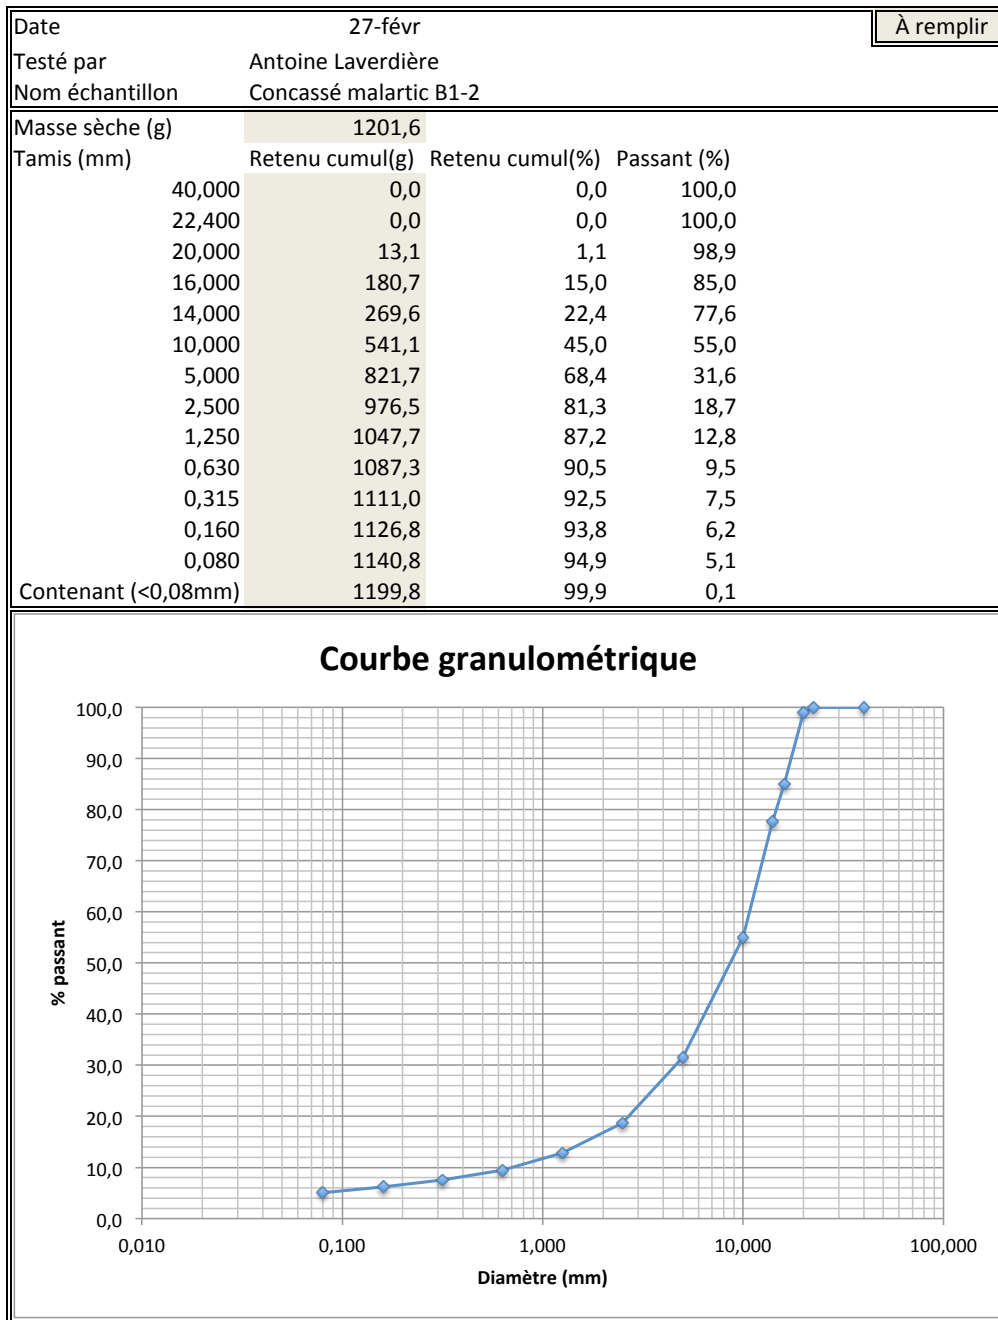 Date 27-févr À remplir
Testé par Antoine Laverdière
Nom échantillon Concassé malartic B1-2
Masse sèche (g) 1201,6
Tamis (mm) Retenu cumul(g) Retenu cumul(%) Passant (%)
40,000 0,0 0,0 100,0
22,400 0,0 0,0 100,0
20,000 13,1 1,1 98,9
16,000 180,7 15,0 85,0
14,000 269,6 22,4 77,6
10,000 541,1 45,0 55,0
5,000 821,7 68,4 31,6
2,500 976,5 81,3 18,7
1,250 1047,7 87,2 12,8
0,630 1087,3 90,5 9,5
0,315 1111,0 92,5 7,5
0,160 1126,8 93,8 6,2
0,080 1140,8 94,9 5,1
Contenant (<0,08mm) 1199,8 99,9 0,1
Courbe granulométrique
100,0
90,0
80,0
70,0
60,0
50,0
40,0
30,0
20,0
10,0
0,0
% passant
0,010 0,100 1,000 10,000 100,000
Diamètre (mm)